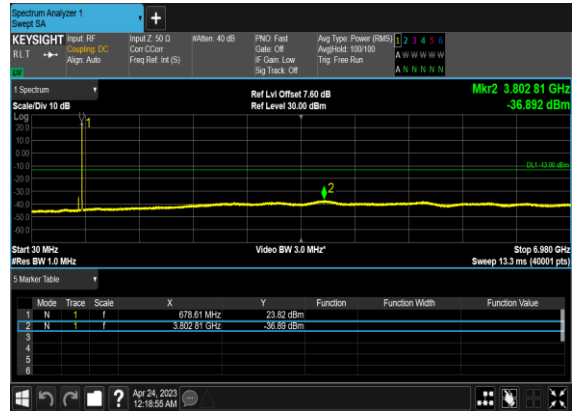 Spectrum Analyzer 1
Swept SA
+
KEYSIGHT Input: RF Input Z: 50 Ω #Atten: 40 dB PNO: Fast Avg Type: Power (RMS) 1 2 3 4 5 6
RLT Coupling: DC Corr CCorr Gate: Off Avg|Hold: 100/100 A W W W W W
Align: Auto Freq Ref: Int (S) IF Gain: Low Trig: Free Run
Sig Track: Off A N N N N N
1 Spectrum Ref Lvl Offset 7.60 dB Mkr2 3.802 81 GHz
Scale/Div 10 dB Ref Level 30.00 dBm -36.892 dBm
Log
20.0
10.0
0.00
-10.0
-20.0
-30.0
-40.0
-50.0
-60.0
1
2
DL1 -13.00 dBm
Start 30 MHz Video BW 3.0 MHz* Stop 6.980 GHz
#Res BW 1.0 MHz Sweep 13.3 ms (40001 pts)
5 Marker Table
Mode Trace Scale X Y Function Function Width Function Value
1 N 1 f 678.61 MHz 23.82 dBm
2 N 1 f 3.802 81 GHz -36.89 dBm
3
4
5
6
? Apr 24, 2023
12:18:55 AM